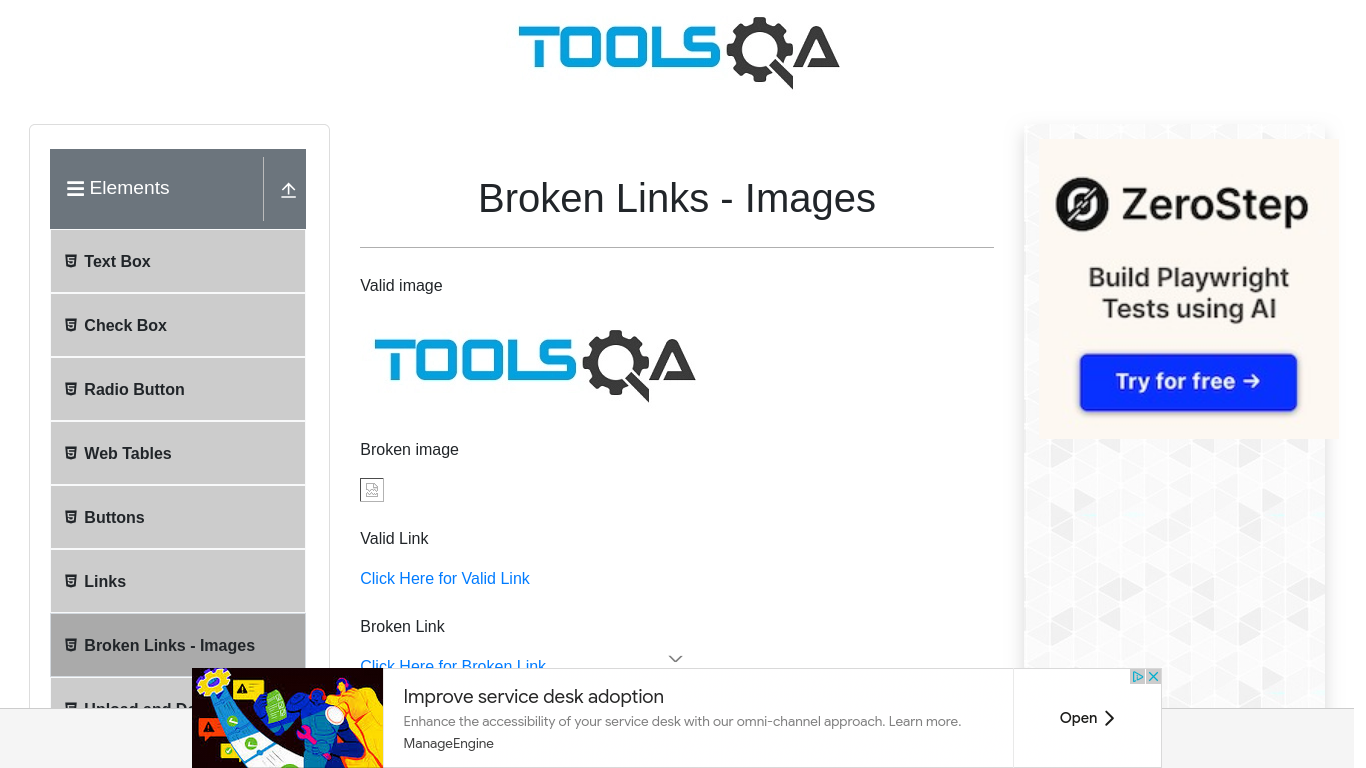 TOOLSQA
Elements
Text Box
Check Box
Radio Button
Web Tables
Buttons
Links
Broken Links - Images
Broken Links - Images
Valid image
TOOLSQA
Broken image
Valid Link
Click Here for Valid Link
Broken Link
Click Here for Broken Link
ZeroStep
Build Playwright
Tests using AI
Try for free →
Improve service desk adoption
Enhance the accessibility of your service desk with our omni-channel approach. Learn more.
ManageEngine
Open